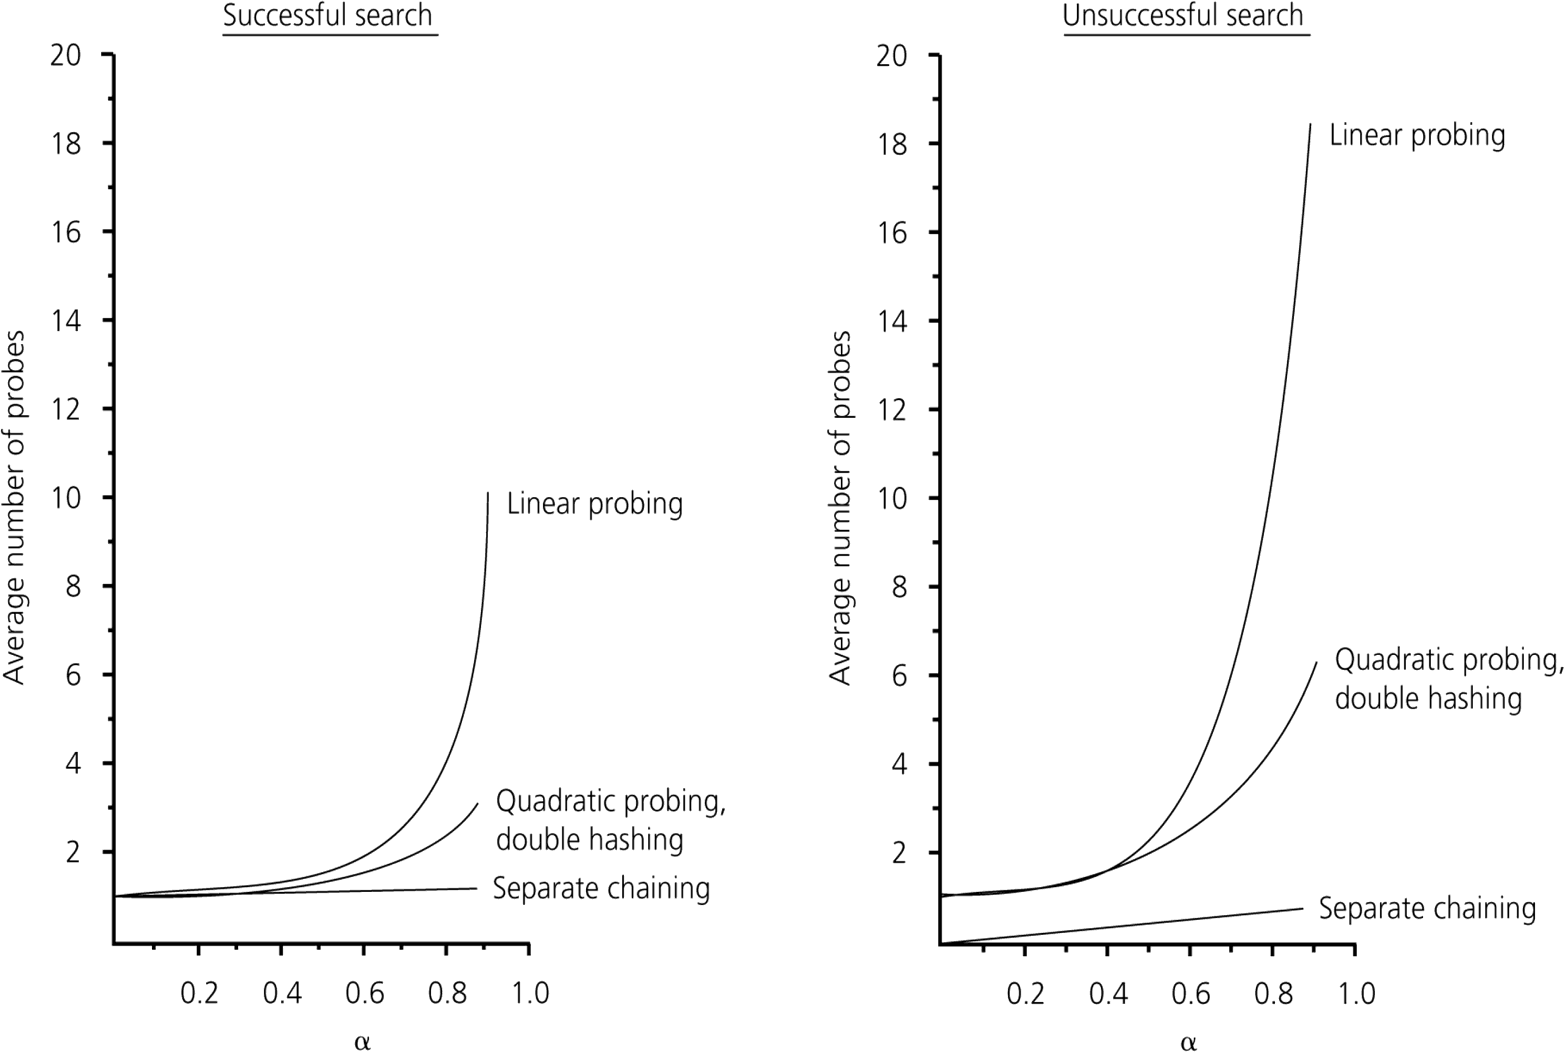 Successful search
20
18
16
14
12
10
8
6
4
2
Average number of probes
Linear probing
Quadratic probing,
double hashing
Separate chaining
0.2 0.4 0.6 0.8 1.0
α
Unsuccessful search
20
18
16
14
12
10
8
6
4
2
Average number of probes
Linear probing
Quadratic probing,
double hashing
Separate chaining
0.2 0.4 0.6 0.8 1.0
α